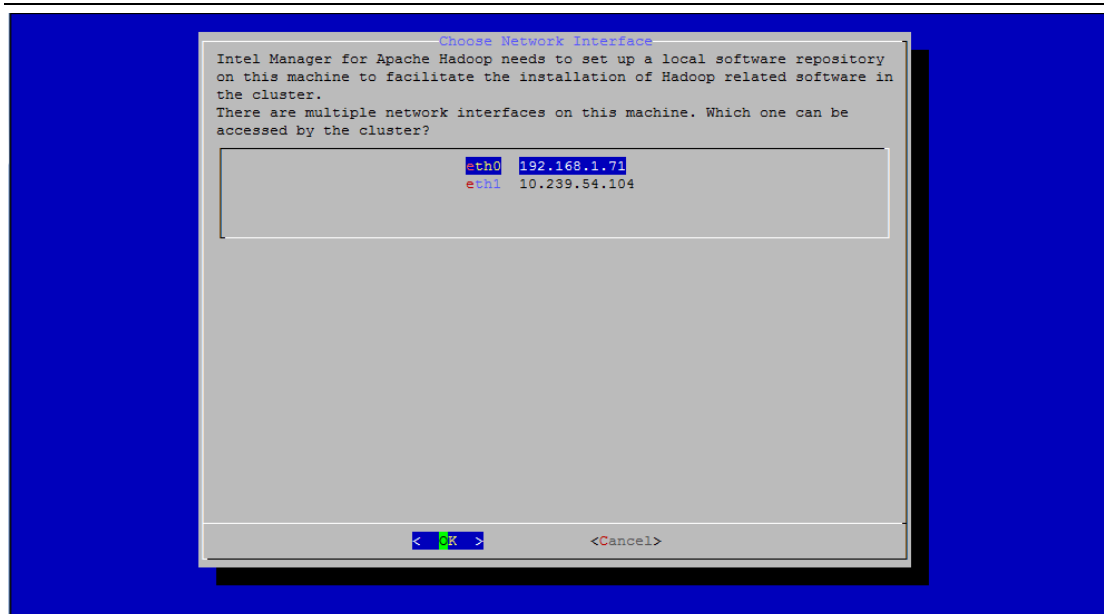 Choose Network Interface
Intel Manager for Apache Hadoop needs to set up a local software repository
on this machine to facilitate the installation of Hadoop related software in
the cluster.
There are multiple network interfaces on this machine. Which one can be
accessed by the cluster?
eth0 192.168.1.71
eth1 10.239.54.104
< OK > <Cancel>